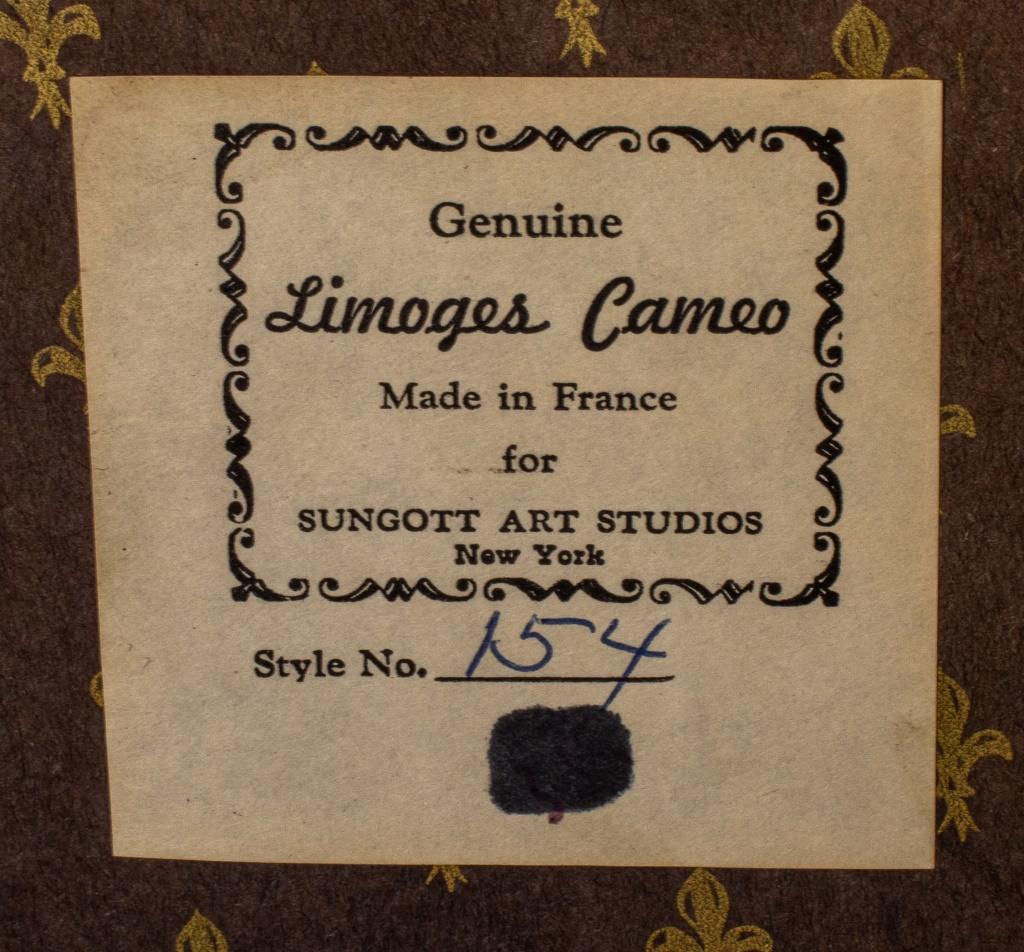 Genuine
Limoges Cameo
Made in France
for
SUNGOTT ART STUDIOS
New York
Style No. 154